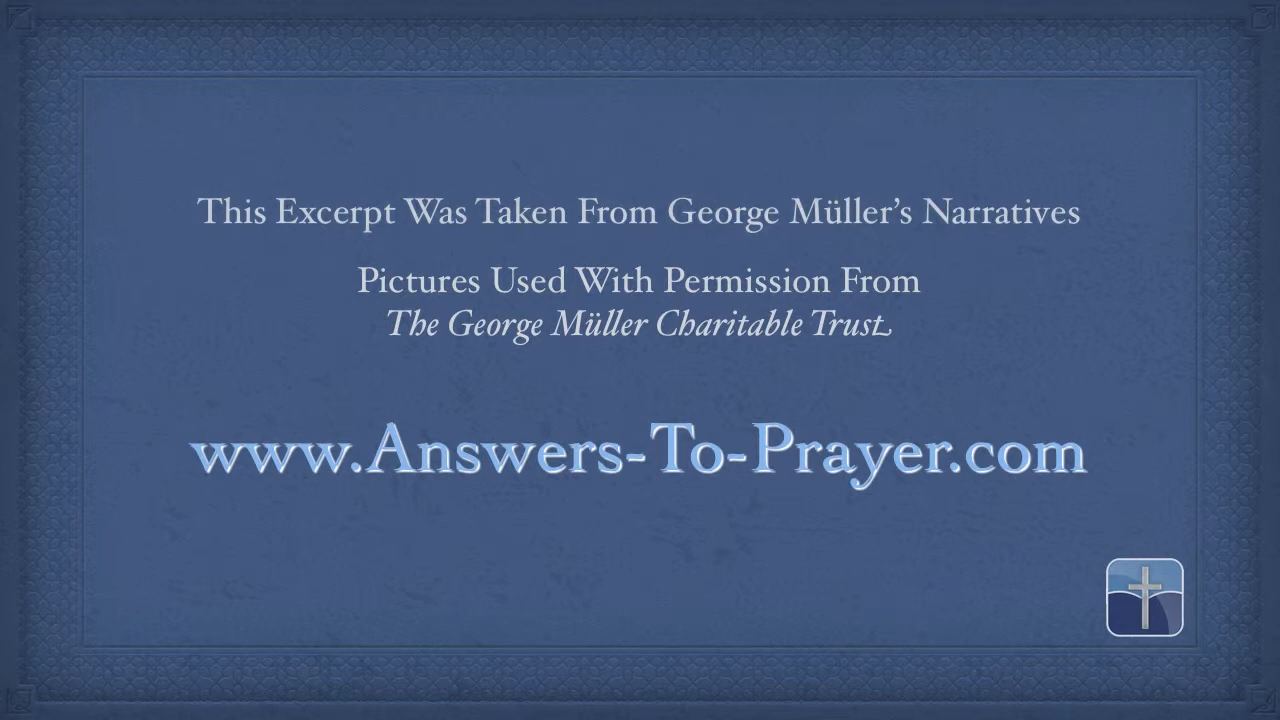 This Excerpt Was Taken From George Müller’s Narratives
Pictures Used With Permission From
The George Müller Charitable Trust
www.Answers-To-Prayer.com